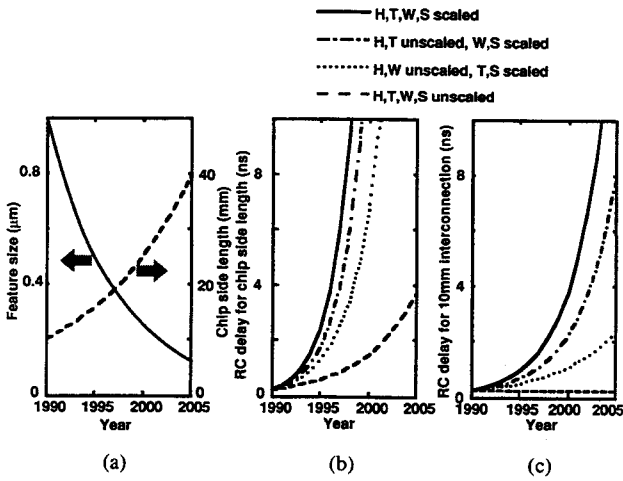 H,T,W,S scaled
H,T unscaled, W,S scaled
H,W unscaled, T,S scaled
H,T,W,S unscaled
Feature size (μm)
0.8
0.4
0
1990 1995 2000 2005
Year
40
20
0
Chip side length (mm)
(a)
RC delay for chip side length (ns)
8
4
0
1990 1995 2000 2005
Year
(b)
RC delay for 10mm interconnection (ns)
8
4
0
1990 1995 2000 2005
Year
(c)